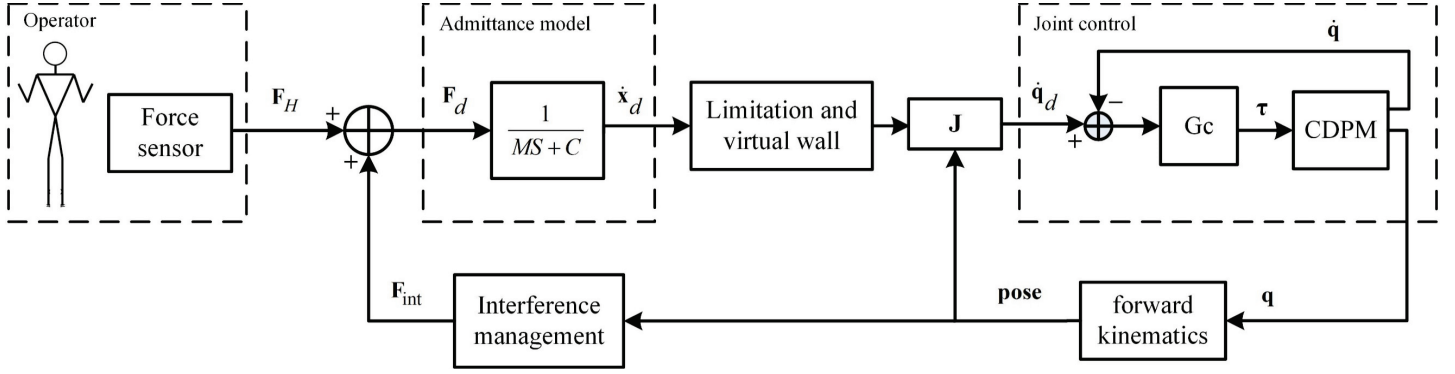 Operator
Admittance model
Joint control
q̇
F_H
F_d
ẋ_d
q̇_d
τ
Force
sensor
+
+
1
MS + C
Limitation and
virtual wall
J
+
−
Gc
CDPM
F_int
Interference
management
pose
forward
kinematics
q